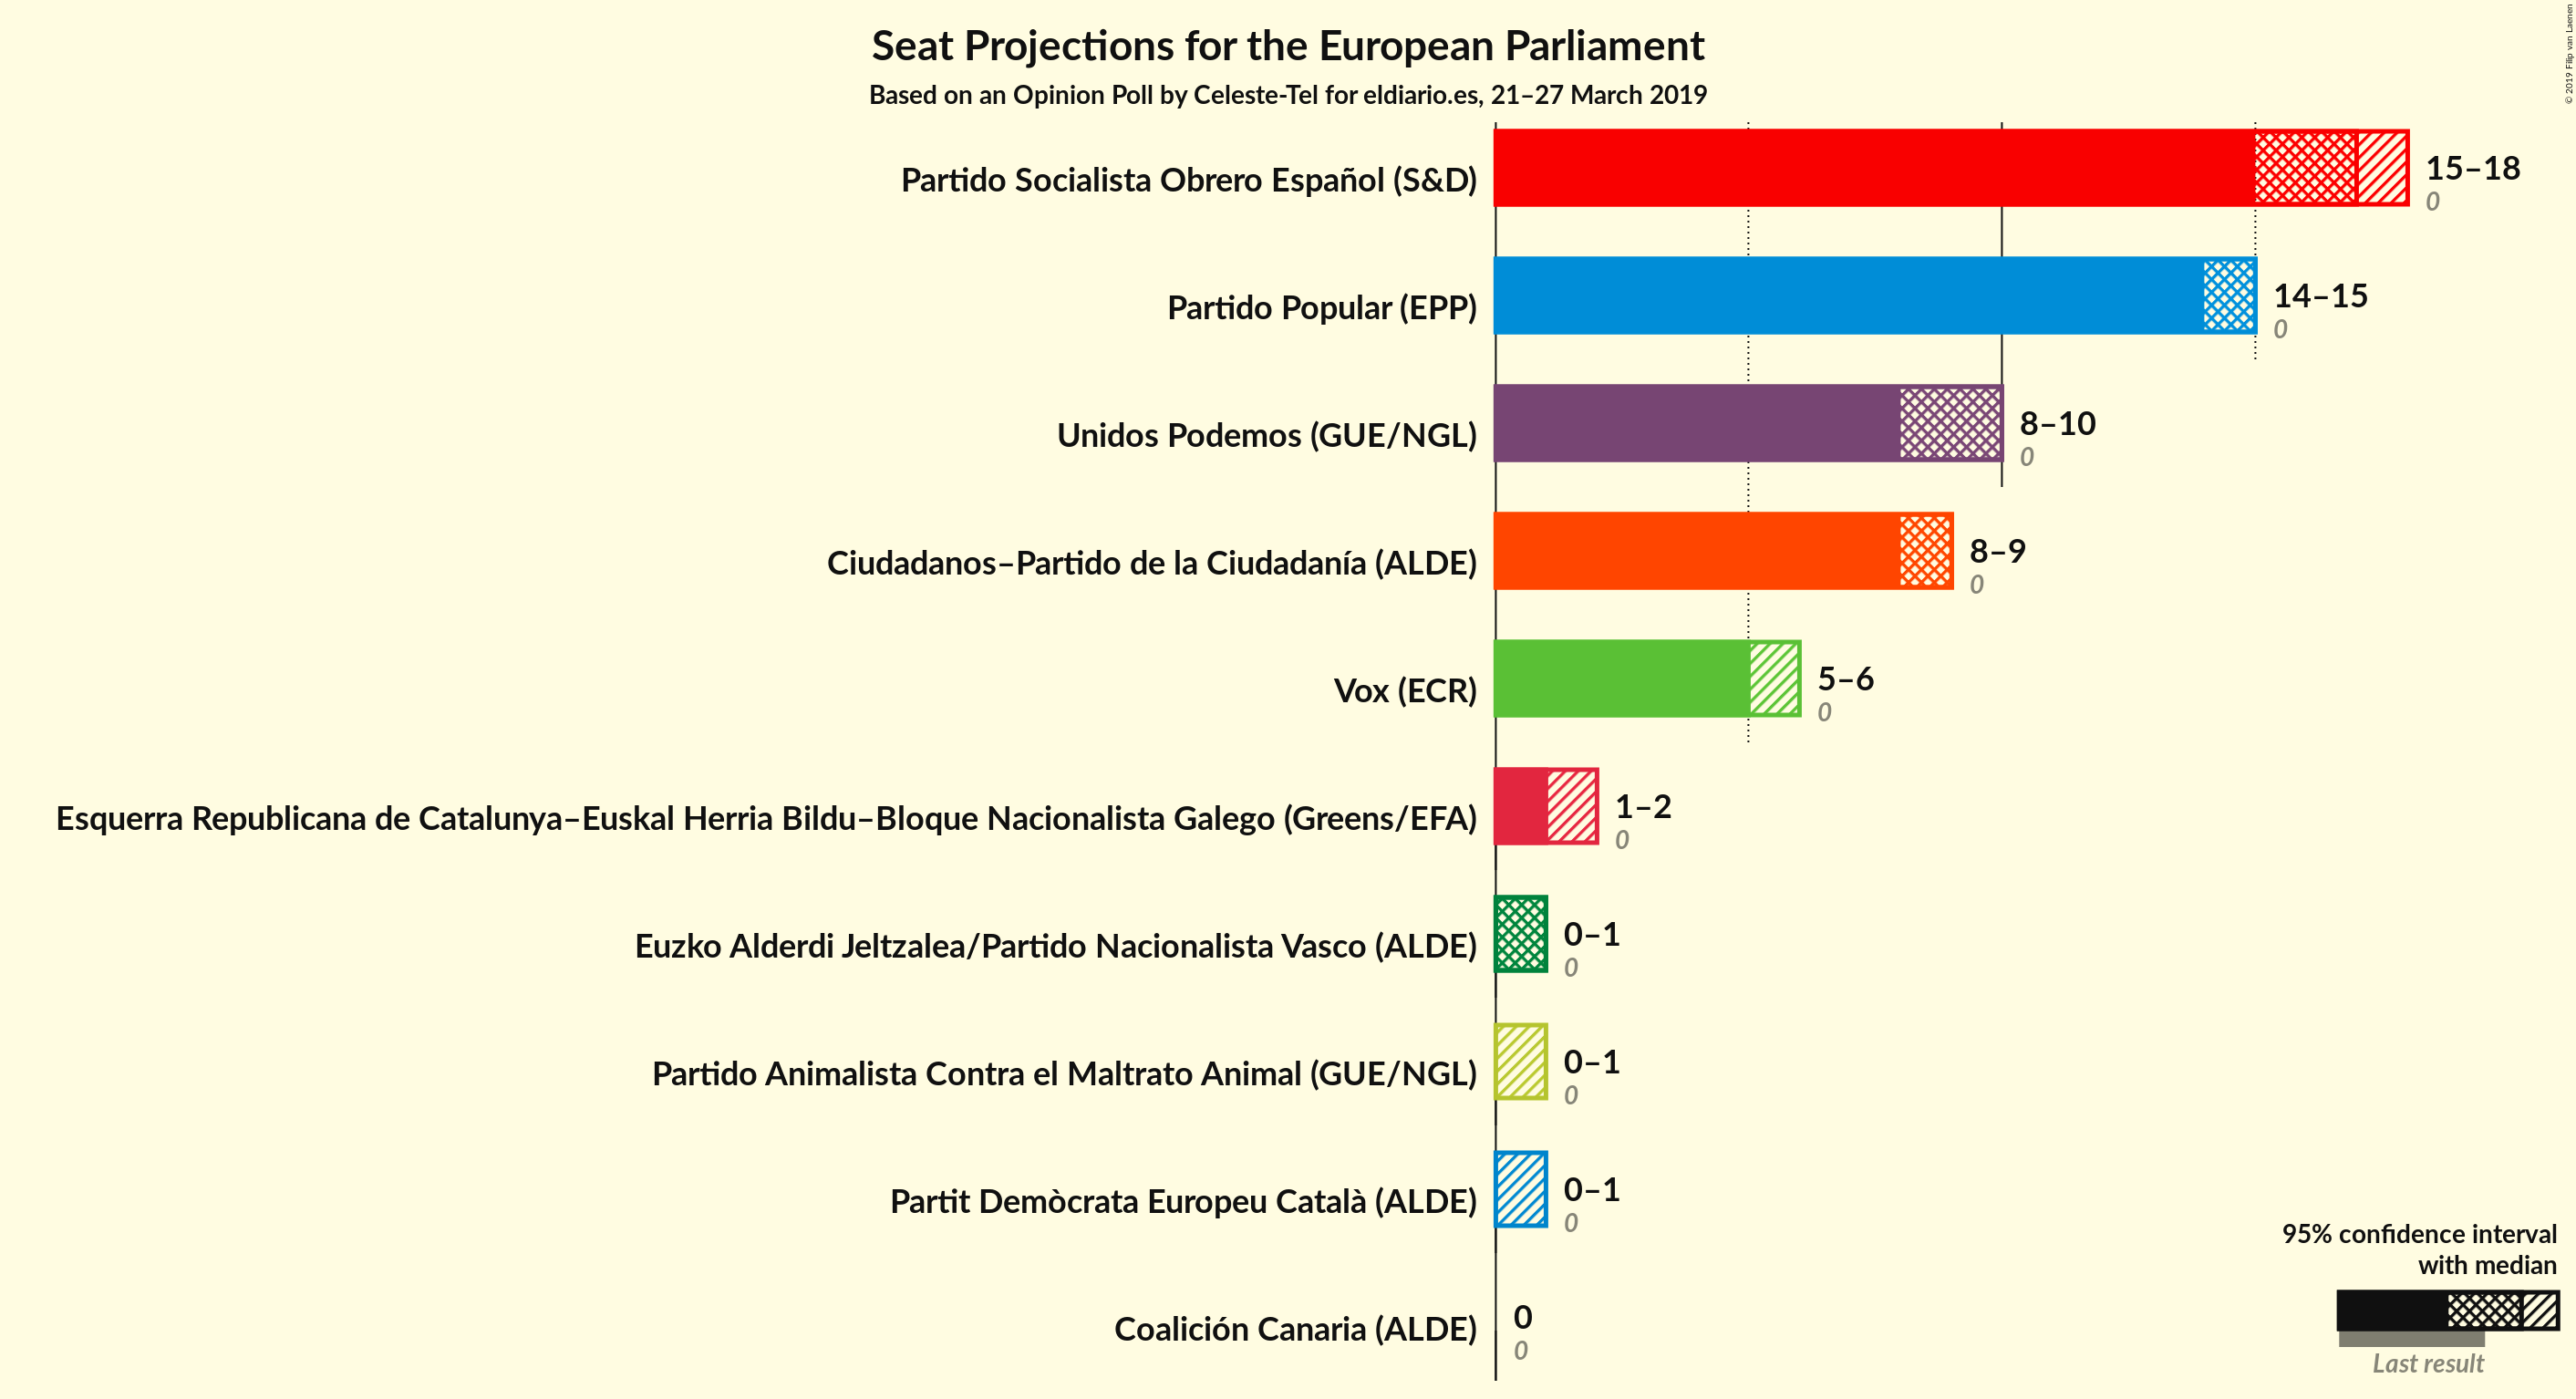 Seat Projections for the European Parliament
Based on an Opinion Poll by Celeste-Tel for eldiario.es, 21–27 March 2019
© 2019 Filip van Laenen
Partido Socialista Obrero Español (S&D)
15–18
0
Partido Popular (EPP)
14–15
0
Unidos Podemos (GUE/NGL)
8–10
0
Ciudadanos–Partido de la Ciudadanía (ALDE)
8–9
0
Vox (ECR)
5–6
0
Esquerra Republicana de Catalunya–Euskal Herria Bildu–Bloque Nacionalista Galego (Greens/EFA)
1–2
0
Euzko Alderdi Jeltzalea/Partido Nacionalista Vasco (ALDE)
0–1
0
Partido Animalista Contra el Maltrato Animal (GUE/NGL)
0–1
0
Partit Demòcrata Europeu Català (ALDE)
0–1
0
Coalición Canaria (ALDE)
0
0
95% confidence interval
with median
Last result